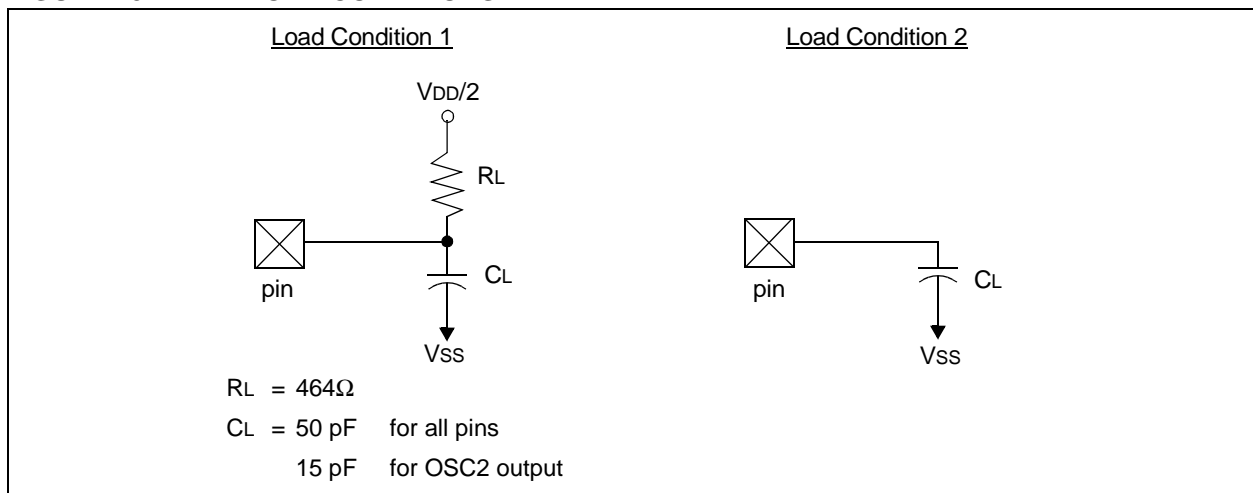 Load Condition 1
Load Condition 2
VDD/2
RL
CL
pin
VSS
CL
pin
VSS
RL = 464Ω
CL = 50 pF for all pins
15 pF for OSC2 output